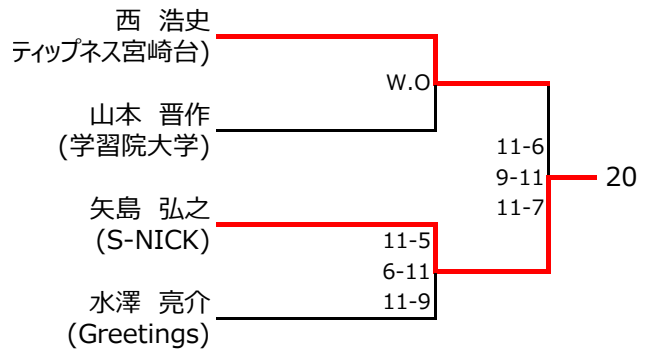 西 浩史
ティップネス宮崎台)
W.O
山本 晋作
(学習院大学)
11-6
9-11
11-7
20
矢島 弘之
(S-NICK)
11-5
6-11
11-9
水澤 亮介
(Greetings)